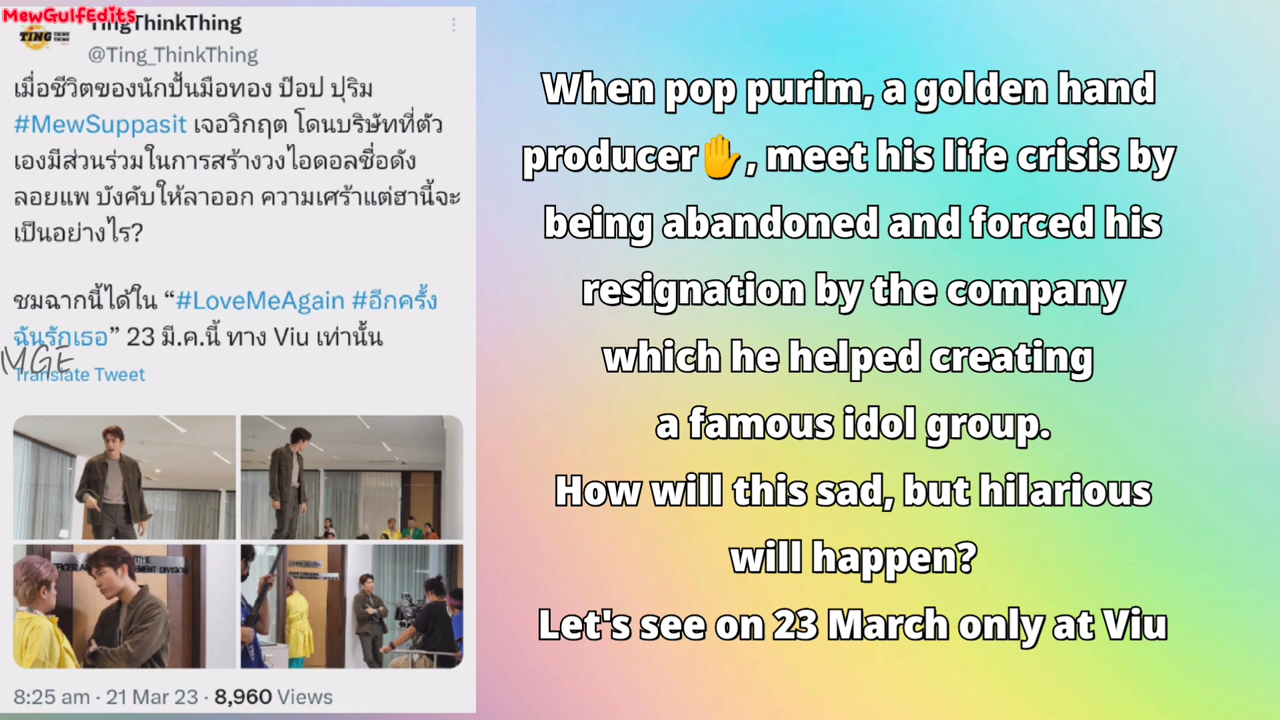 MewGulfEdits
TingThinkThing
TING THINK THING
@Ting_ThinkThing
เมื่อชีวิตของนักปั้นมือทอง ป๊อป ปุริม
#MewSuppasit เจอวิกฤต โดนบริษัทที่ตัว
เองมีส่วนร่วมในการสร้างวงไอดอลชื่อดัง
ลอยแพ บังคับให้ลาออก ความเศร้าแต่ฮานี้จะ
เป็นอย่างไร?
ชมฉากนี้ได้ใน “#LoveMeAgain #อีกครั้ง
ฉันรักเธอ” 23 มี.ค.นี้ ทาง Viu เท่านั้น
MGE
Translate Tweet
8:25 am · 21 Mar 23 · 8,960 Views
When pop purim, a golden hand
producer✋, meet his life crisis by
being abandoned and forced his
resignation by the company
which he helped creating
a famous idol group.
How will this sad, but hilarious
will happen?
Let's see on 23 March only at Viu